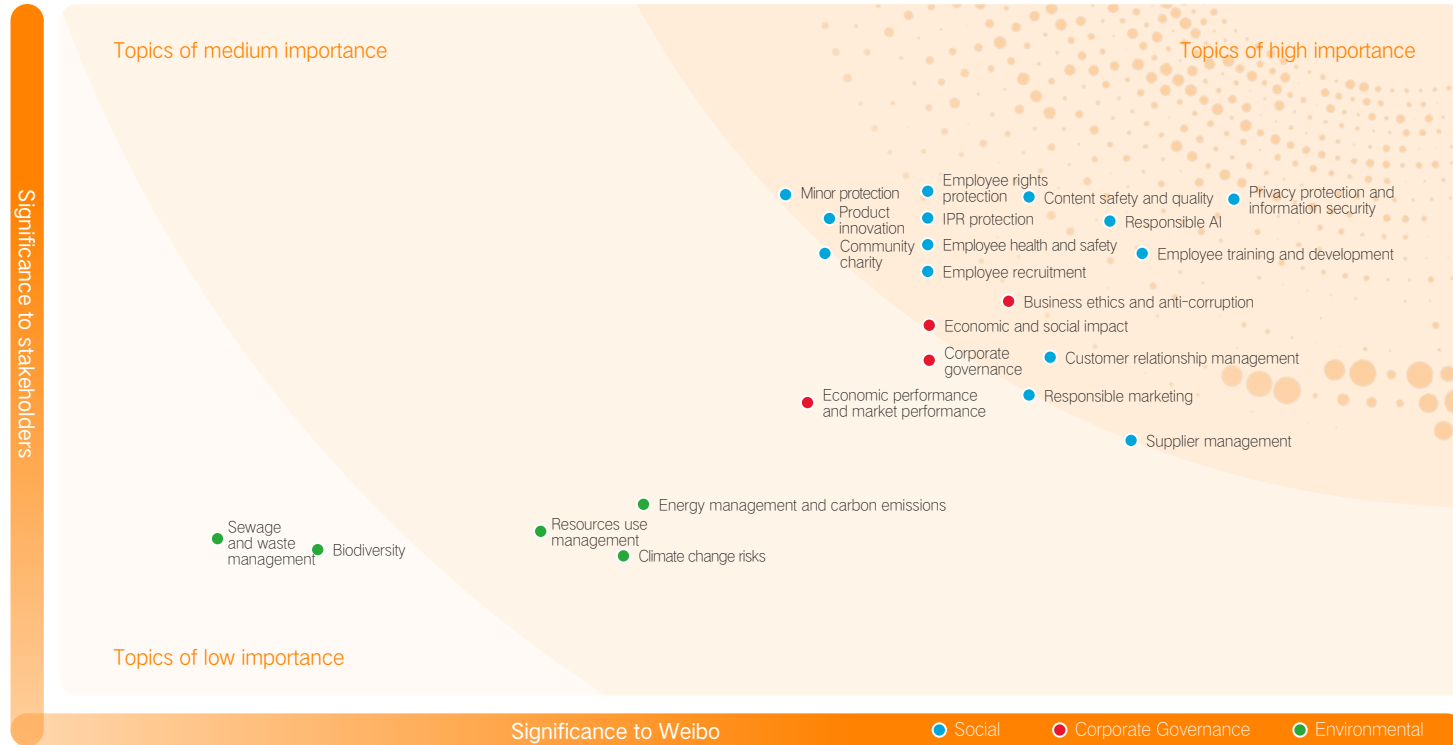 Topics of medium importance
Topics of high importance
Significance to stakeholders
Minor protection
Employee rights
protection
Content safety and quality
Privacy protection and
information security
Product
innovation
IPR protection
Responsible AI
Community
charity
Employee health and safety
Employee training and development
Employee recruitment
Business ethics and anti-corruption
Economic and social impact
Corporate
governance
Customer relationship management
Economic performance
and market performance
Responsible marketing
Supplier management
Energy management and carbon emissions
Sewage
and waste
management
Biodiversity
Resources use
management
Climate change risks
Topics of low importance
Significance to Weibo
Social
Corporate Governance
Environmental